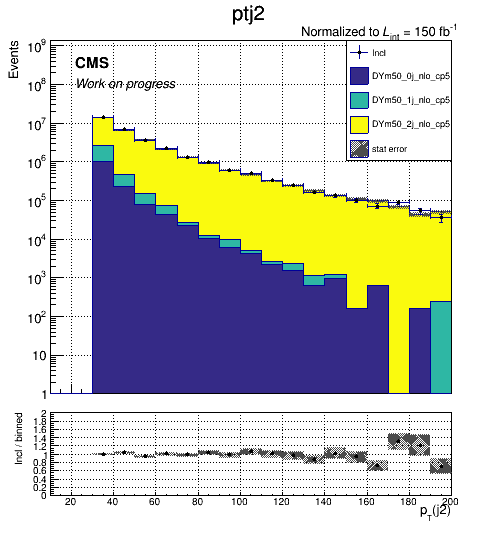 ptj2
Normalized to L_int = 150 fb^-1
Events
CMS
Work on progress
Incl
DYm50_0j_nlo_cp5
DYm50_1j_nlo_cp5
DYm50_2j_nlo_cp5
stat error
10^9
10^8
10^7
10^6
10^5
10^4
10^3
10^2
10
1
Incl / binned
2
1.8
1.6
1.4
1.2
1.0
0.8
0.6
0.4
0.2
0
20 40 60 80 100 120 140 160 180 200
p_T(j2)